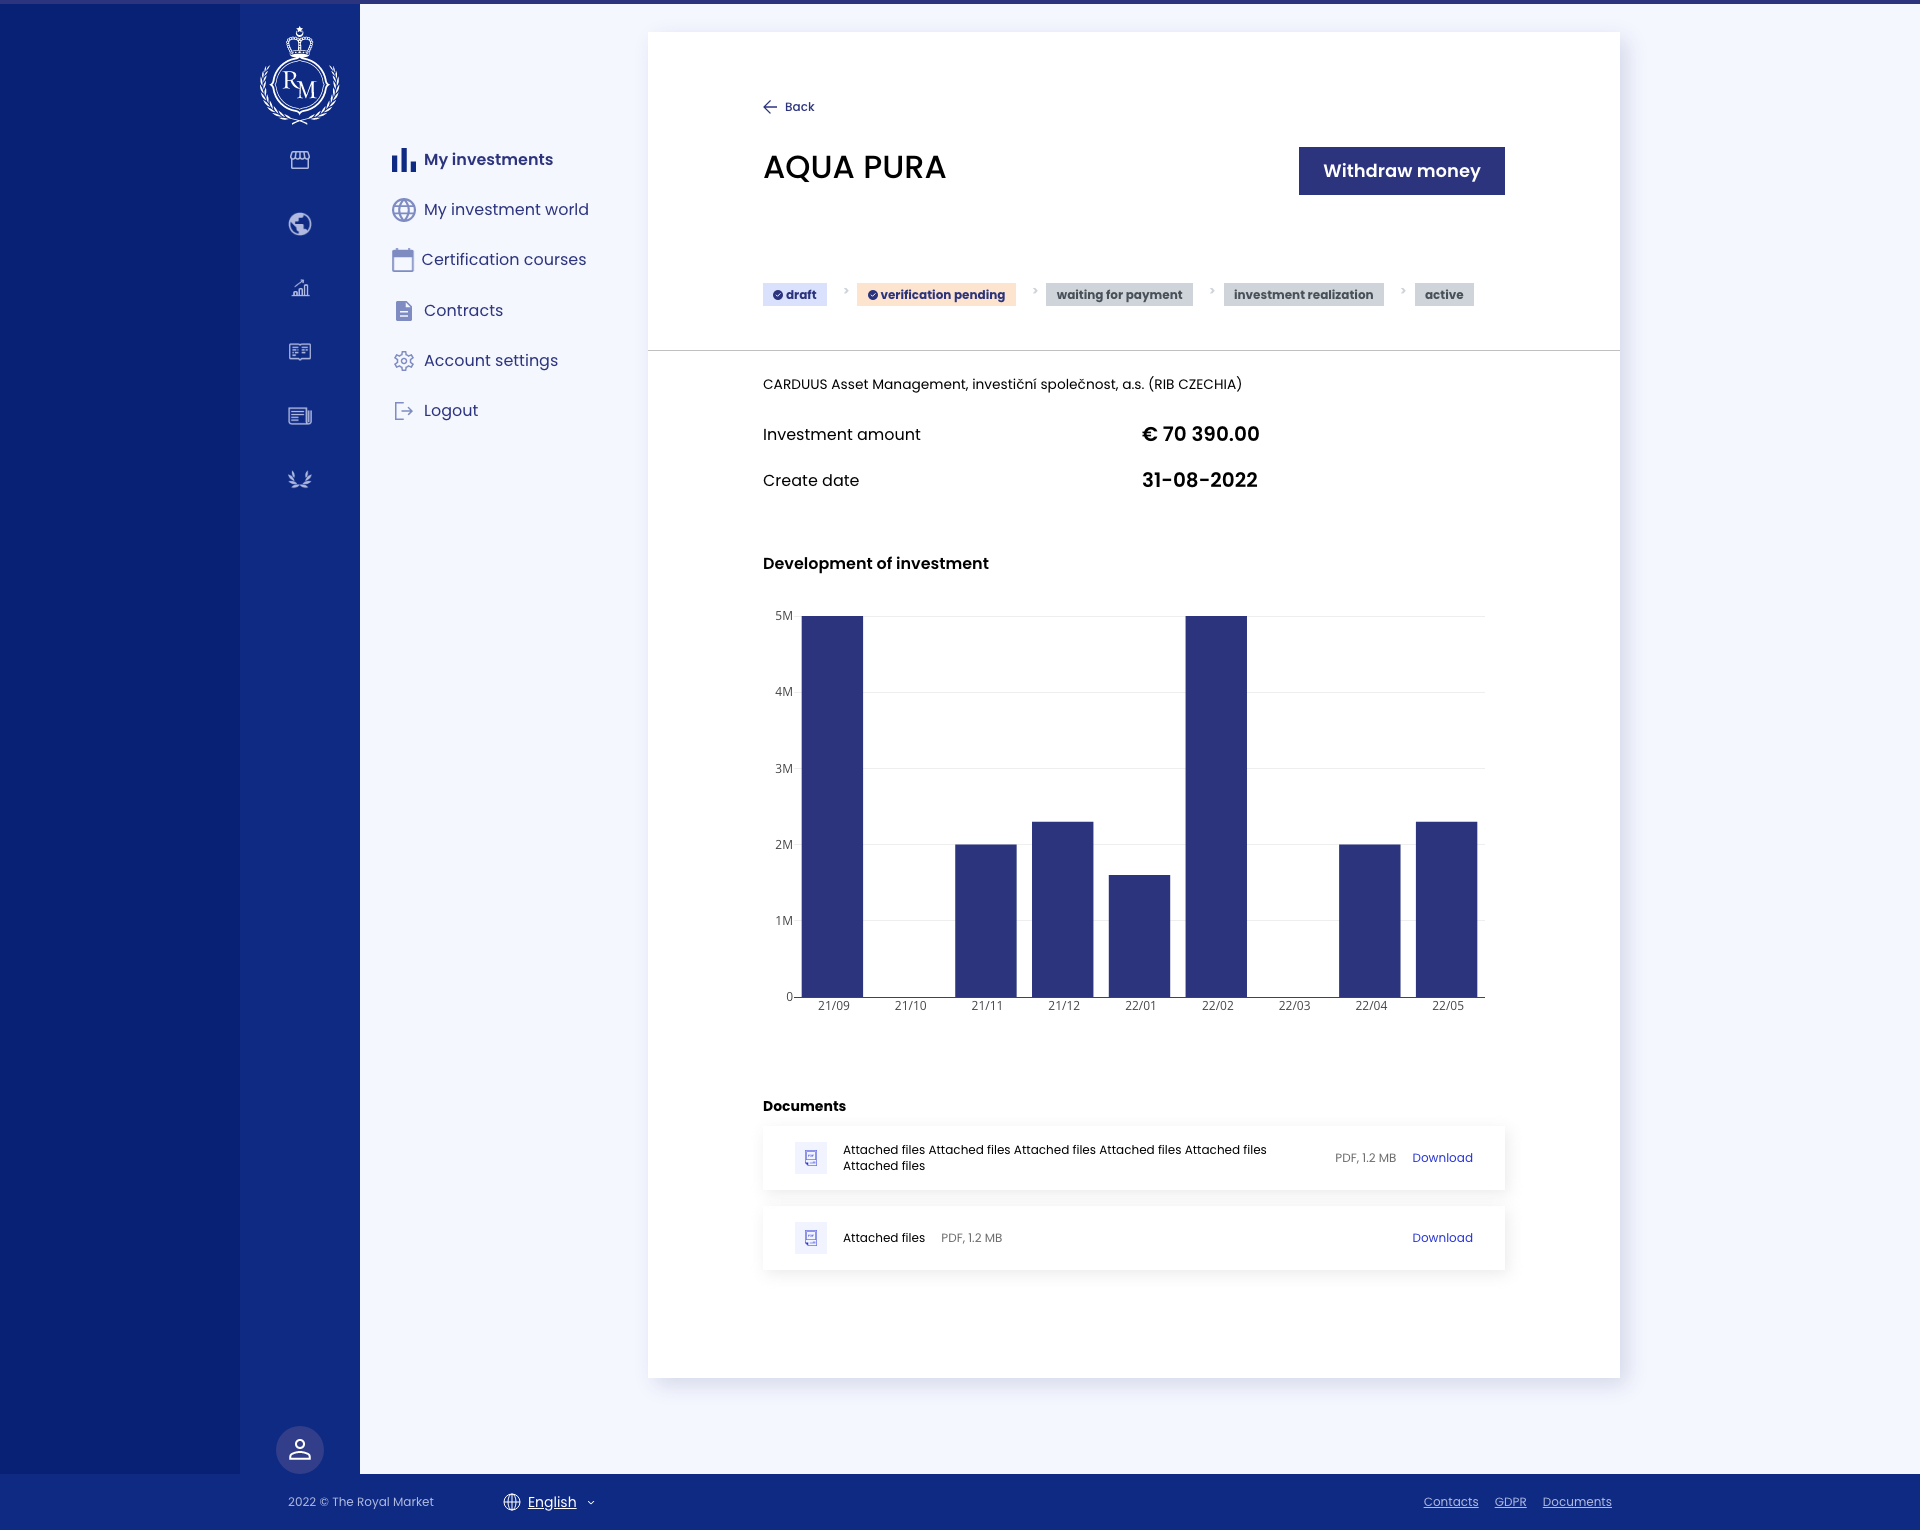 RM
My investments
My investment world
Certification courses
Contracts
Account settings
Logout
Back
AQUA PURA
Withdraw money
draft > verification pending > waiting for payment > investment realization > active
CARDUUS Asset Management, investiční společnost, a.s. (RIB CZECHIA)
Investment amount € 70 390.00
Create date 31-08-2022
Development of investment
5M
4M
3M
2M
1M
0
21/09 21/10 21/11 21/12 22/01 22/02 22/03 22/04 22/05
Documents
Attached files Attached files Attached files Attached files Attached files
Attached files
PDF, 1.2 MB Download
Attached files PDF, 1.2 MB Download
2022 © The Royal Market English Contacts GDPR Documents